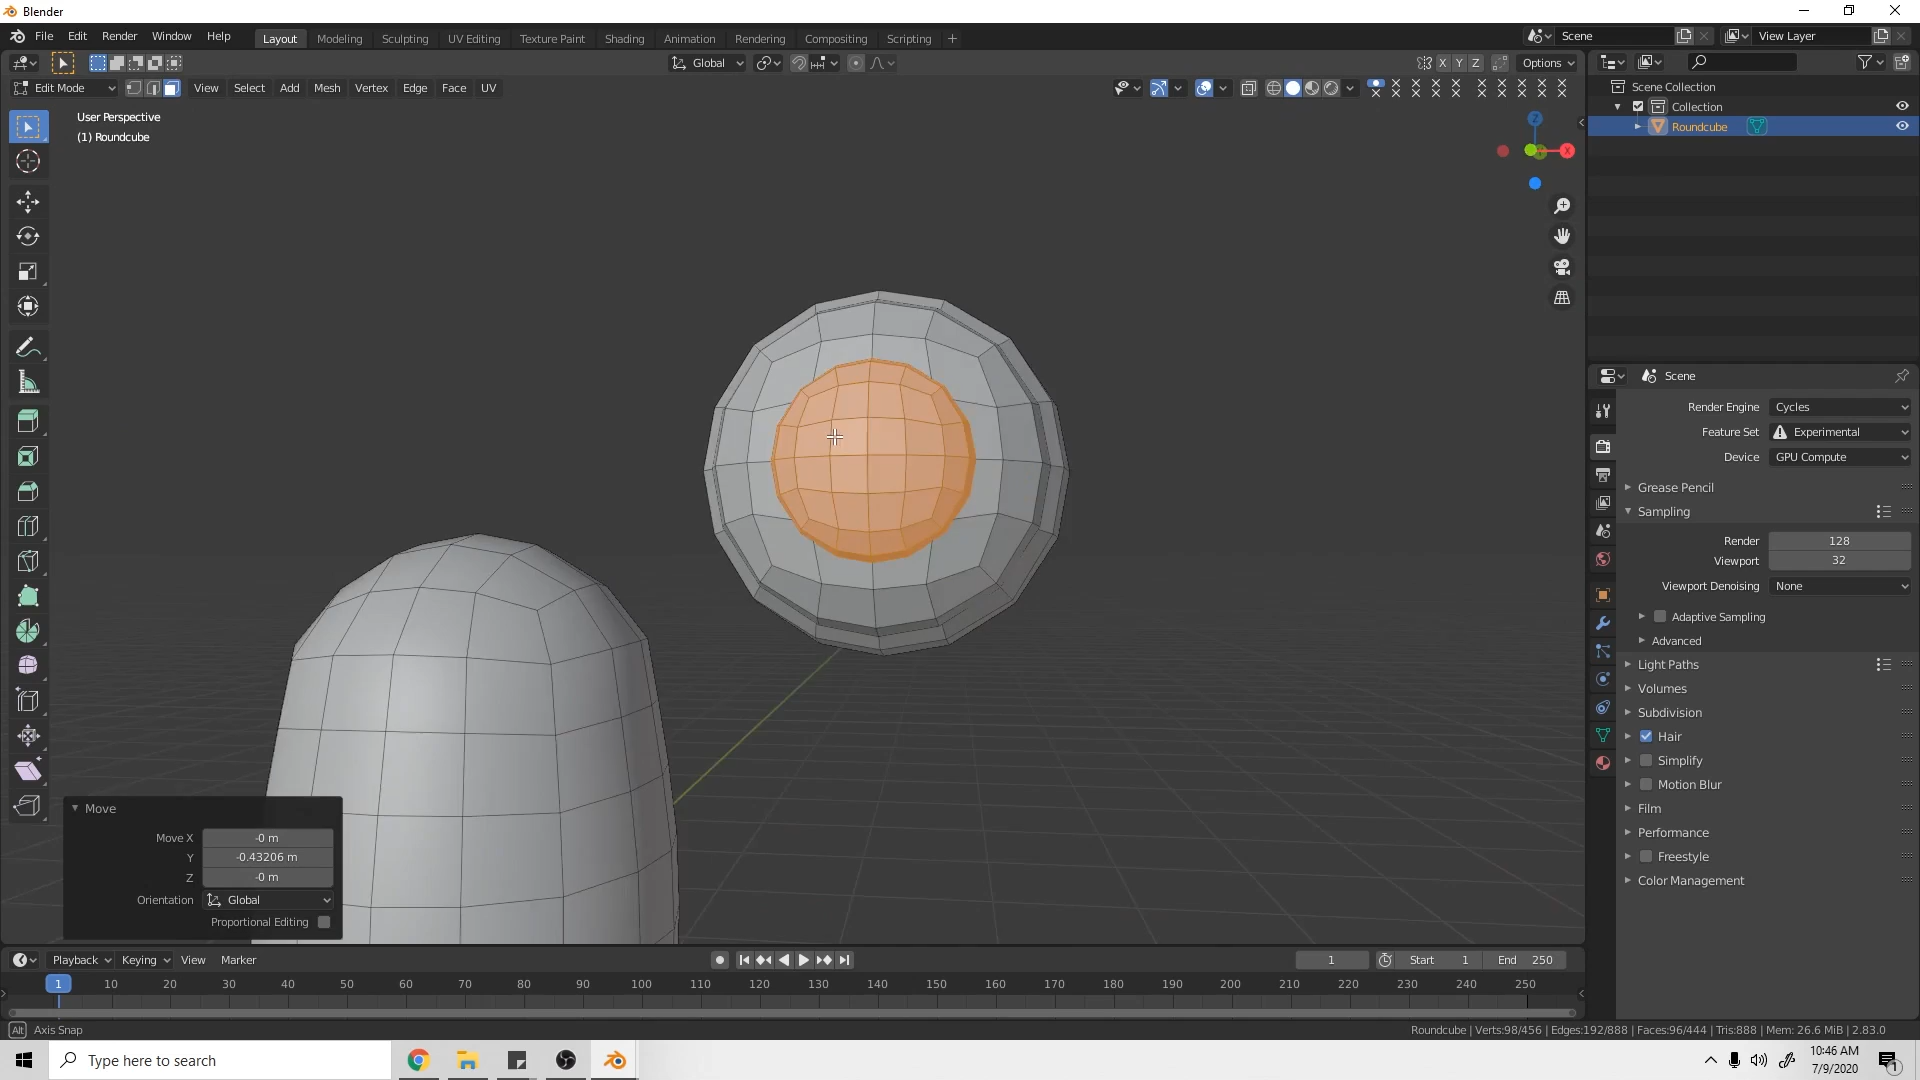 Blender
File Edit Render Window Help
Layout Modeling Sculpting UV Editing Texture Paint Shading Animation Rendering Compositing Scripting +
Scene
View Layer
Global
X Y Z
Options
Edit Mode
View Select Add Mesh Vertex Edge Face UV
User Perspective
(1) Roundcube
Z
X
Scene Collection
Collection
Roundcube
Scene
Render Engine Cycles
Feature Set Experimental
Device GPU Compute
Grease Pencil
Sampling
Render 128
Viewport 32
Viewport Denoising None
Adaptive Sampling
Advanced
Light Paths
Volumes
Subdivision
Hair
Simplify
Motion Blur
Film
Performance
Freestyle
Color Management
Move
Move X -0 m
Y -0.43206 m
Z -0 m
Orientation Global
Proportional Editing
Playback Keying View Marker
1
Start 1
End 250
1 10 20 30 40 50 60 70 80 90 100 110 120 130 140 150 160 170 180 190 200 210 220 230 240 250
Alt Axis Snap
Roundcube | Verts:98/456 | Edges:192/888 | Faces:96/444 | Tris:888 | Mem: 26.6 MiB | 2.83.0
Type here to search
10:46 AM
7/9/2020
1